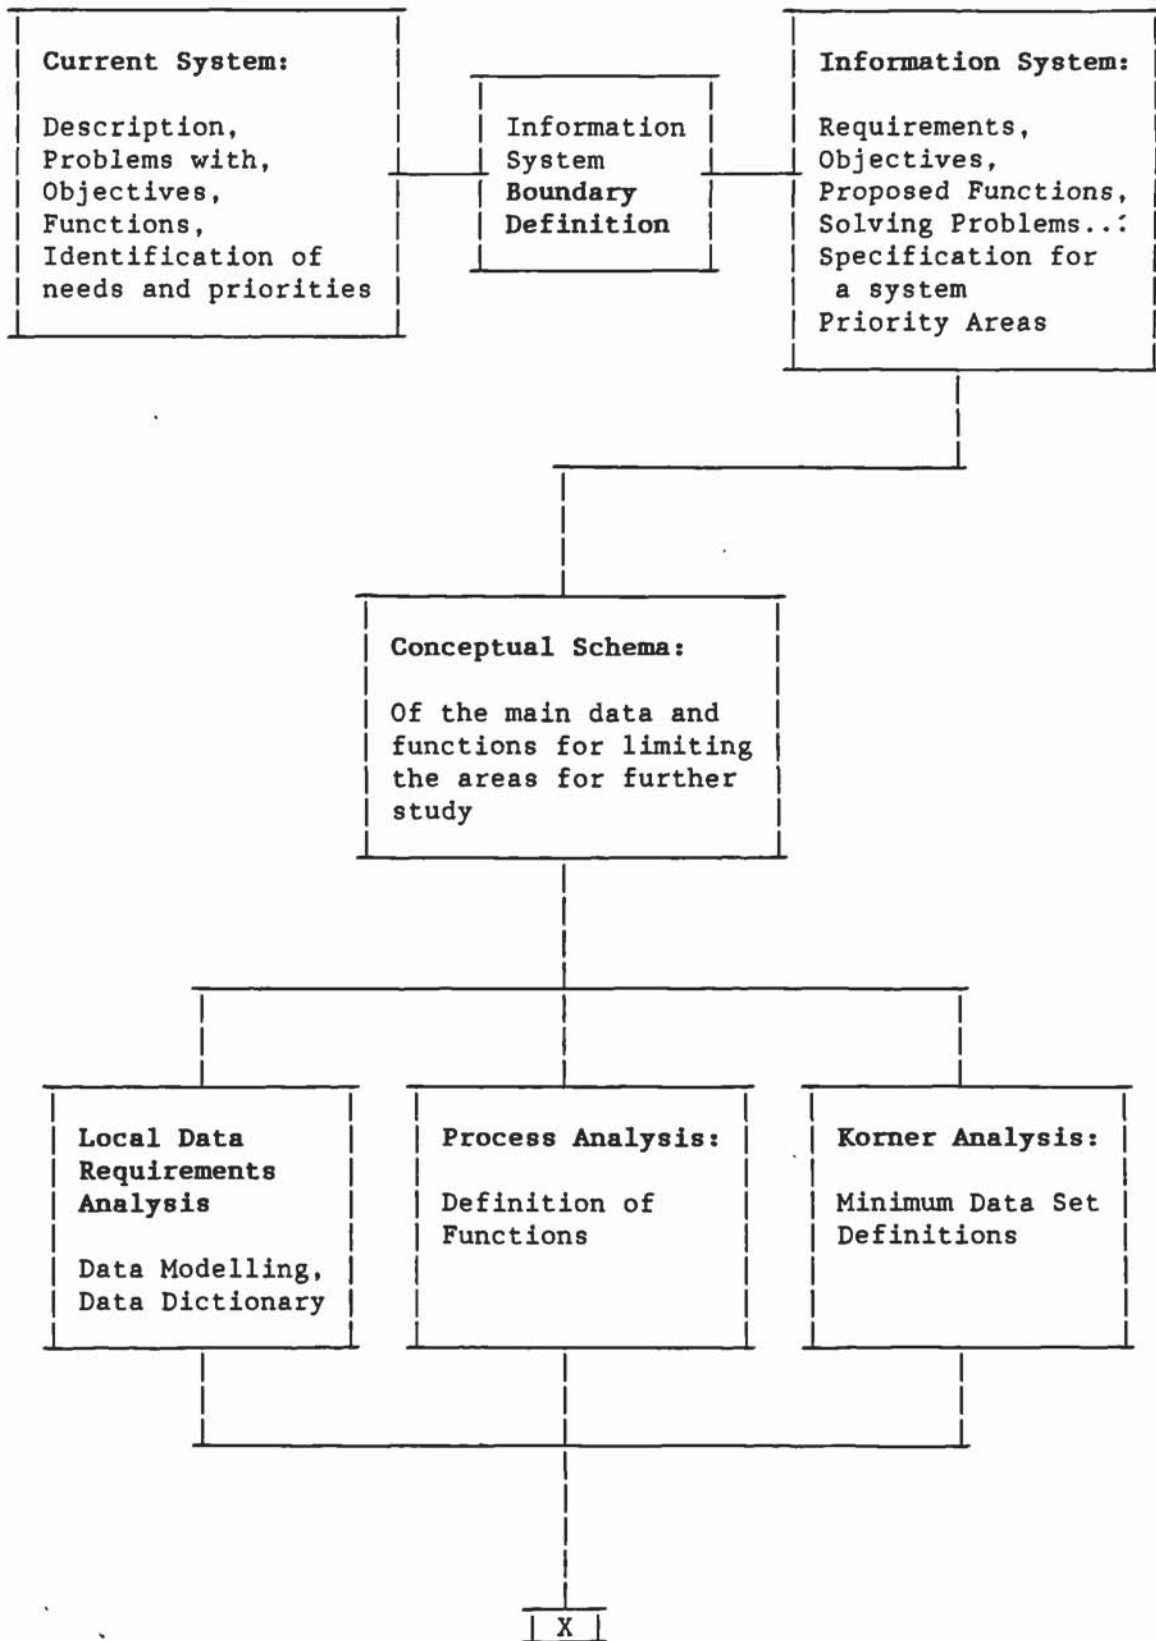 Current System:
Description,
Problems with,
Objectives,
Functions,
Identification of
needs and priorities
Information
System
Boundary
Definition
Information System:
Requirements,
Objectives,
Proposed Functions,
Solving Problems..:
Specification for
a system
Priority Areas
Conceptual Schema:
Of the main data and
functions for limiting
the areas for further
study
Local Data
Requirements
Analysis
Data Modelling,
Data Dictionary
Process Analysis:
Definition of
Functions
Korner Analysis:
Minimum Data Set
Definitions
X